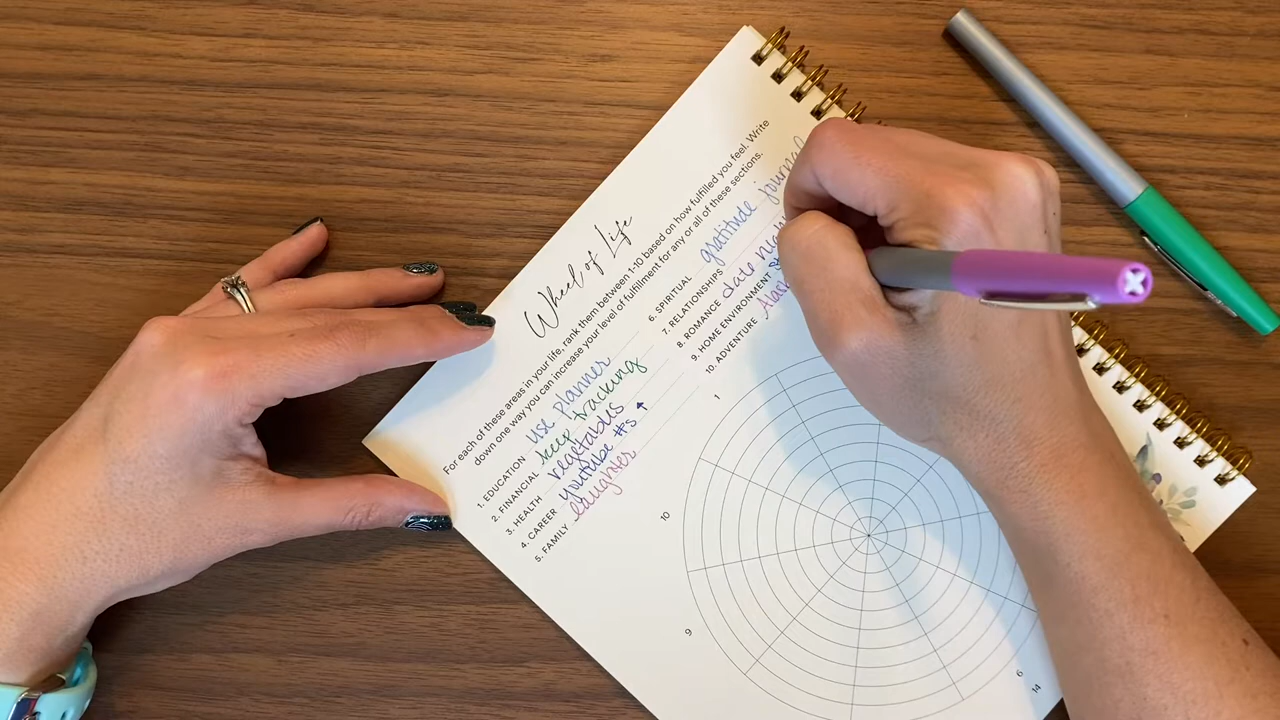 Wheel of Life
For each of these areas in your life, rank them between 1-10 based on how fulfilled you feel. Write
down one way you can increase your level of fulfillment for any or all of these sections.
1. EDUCATION use planner
2. FINANCIAL keep tracking
3. HEALTH vegetables
4. CAREER youtube #s ↑
5. FAMILY laughter
6. SPIRITUAL gratitude journal
7. RELATIONSHIPS
8. ROMANCE date
9. HOME ENVIRONMENT
10. ADVENTURE
1
10
9
6
14